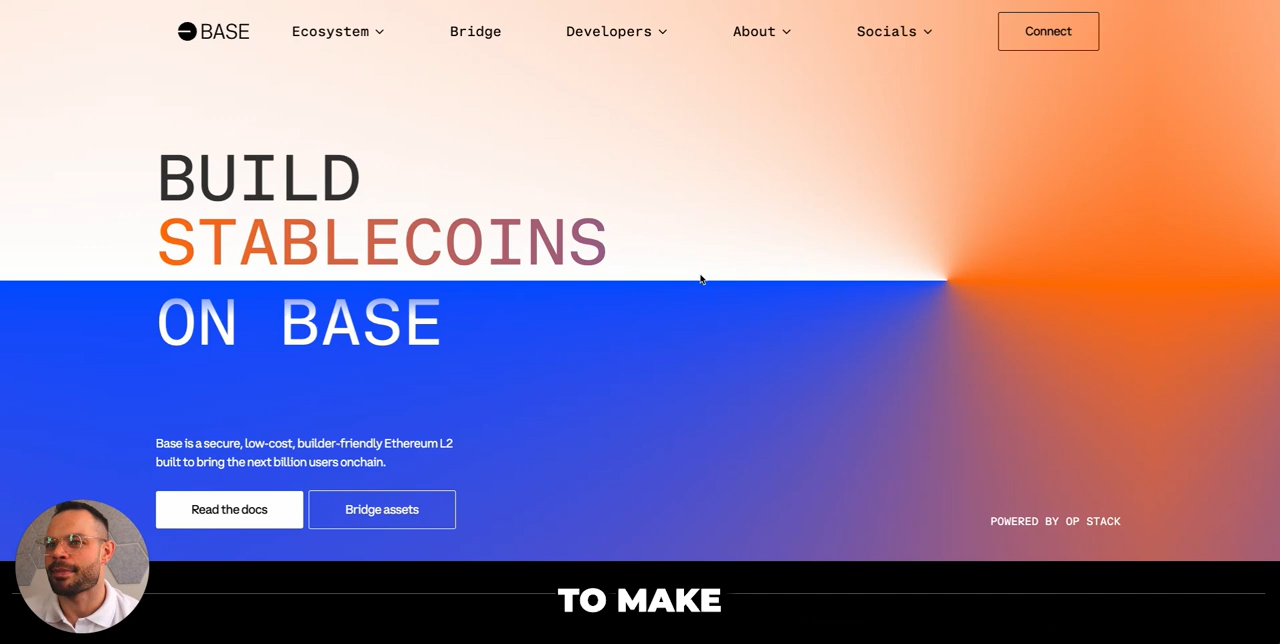 BASE
Ecosystem
Bridge
Developers
About
Socials
Connect
BUILD
STABLECOINS
ON BASE
Base is a secure, low-cost, builder-friendly Ethereum L2
built to bring the next billion users onchain.
Read the docs
Bridge assets
POWERED BY OP STACK
TO MAKE